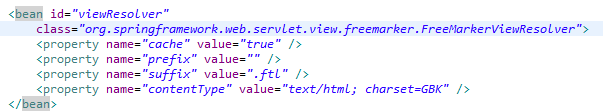 <bean id="viewResolver"
class="org.springframework.web.servlet.view.freemarker.FreeMarkerViewResolver">
<property name="cache" value="true" />
<property name="prefix" value="" />
<property name="suffix" value=".ftl" />
<property name="contentType" value="text/html; charset=GBK" />
</bean>